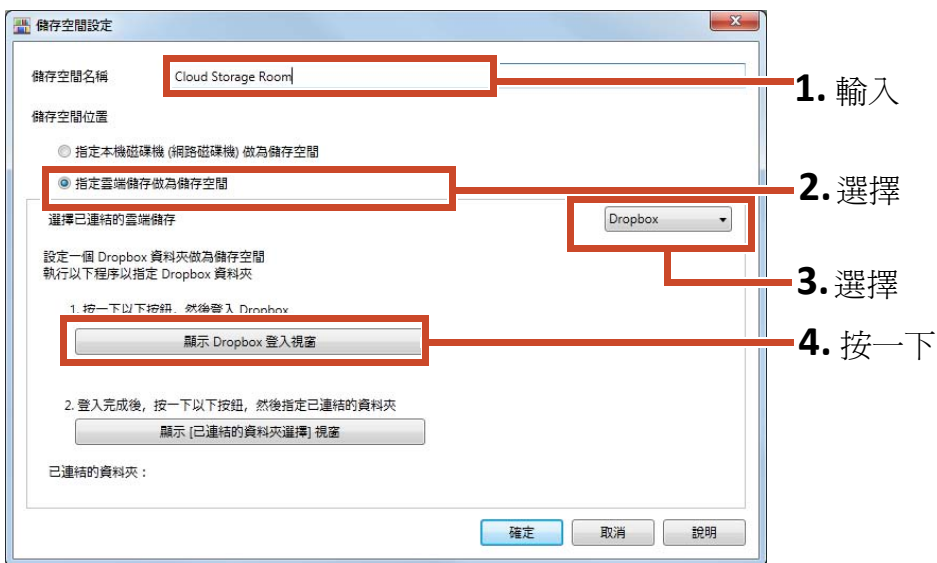 儲存空間設定
儲存空間名稱 Cloud Storage Room
1. 輸入
儲存空間位置
指定本機磁碟機 (網路磁碟機) 做為儲存空間
指定雲端儲存做為儲存空間
2. 選擇
選擇已連結的雲端儲存 Dropbox
設定一個 Dropbox 資料夾做為儲存空間
執行以下程序以指定 Dropbox 資料夾
3. 選擇
1. 按一下以下按鈕，然後登入 Dropbox
顯示 Dropbox 登入視窗
4. 按一下
2. 登入完成後，按一下以下按鈕，然後指定已連結的資料夾
顯示 [已連結的資料夾選擇] 視窗
已連結的資料夾：
確定 取消 說明